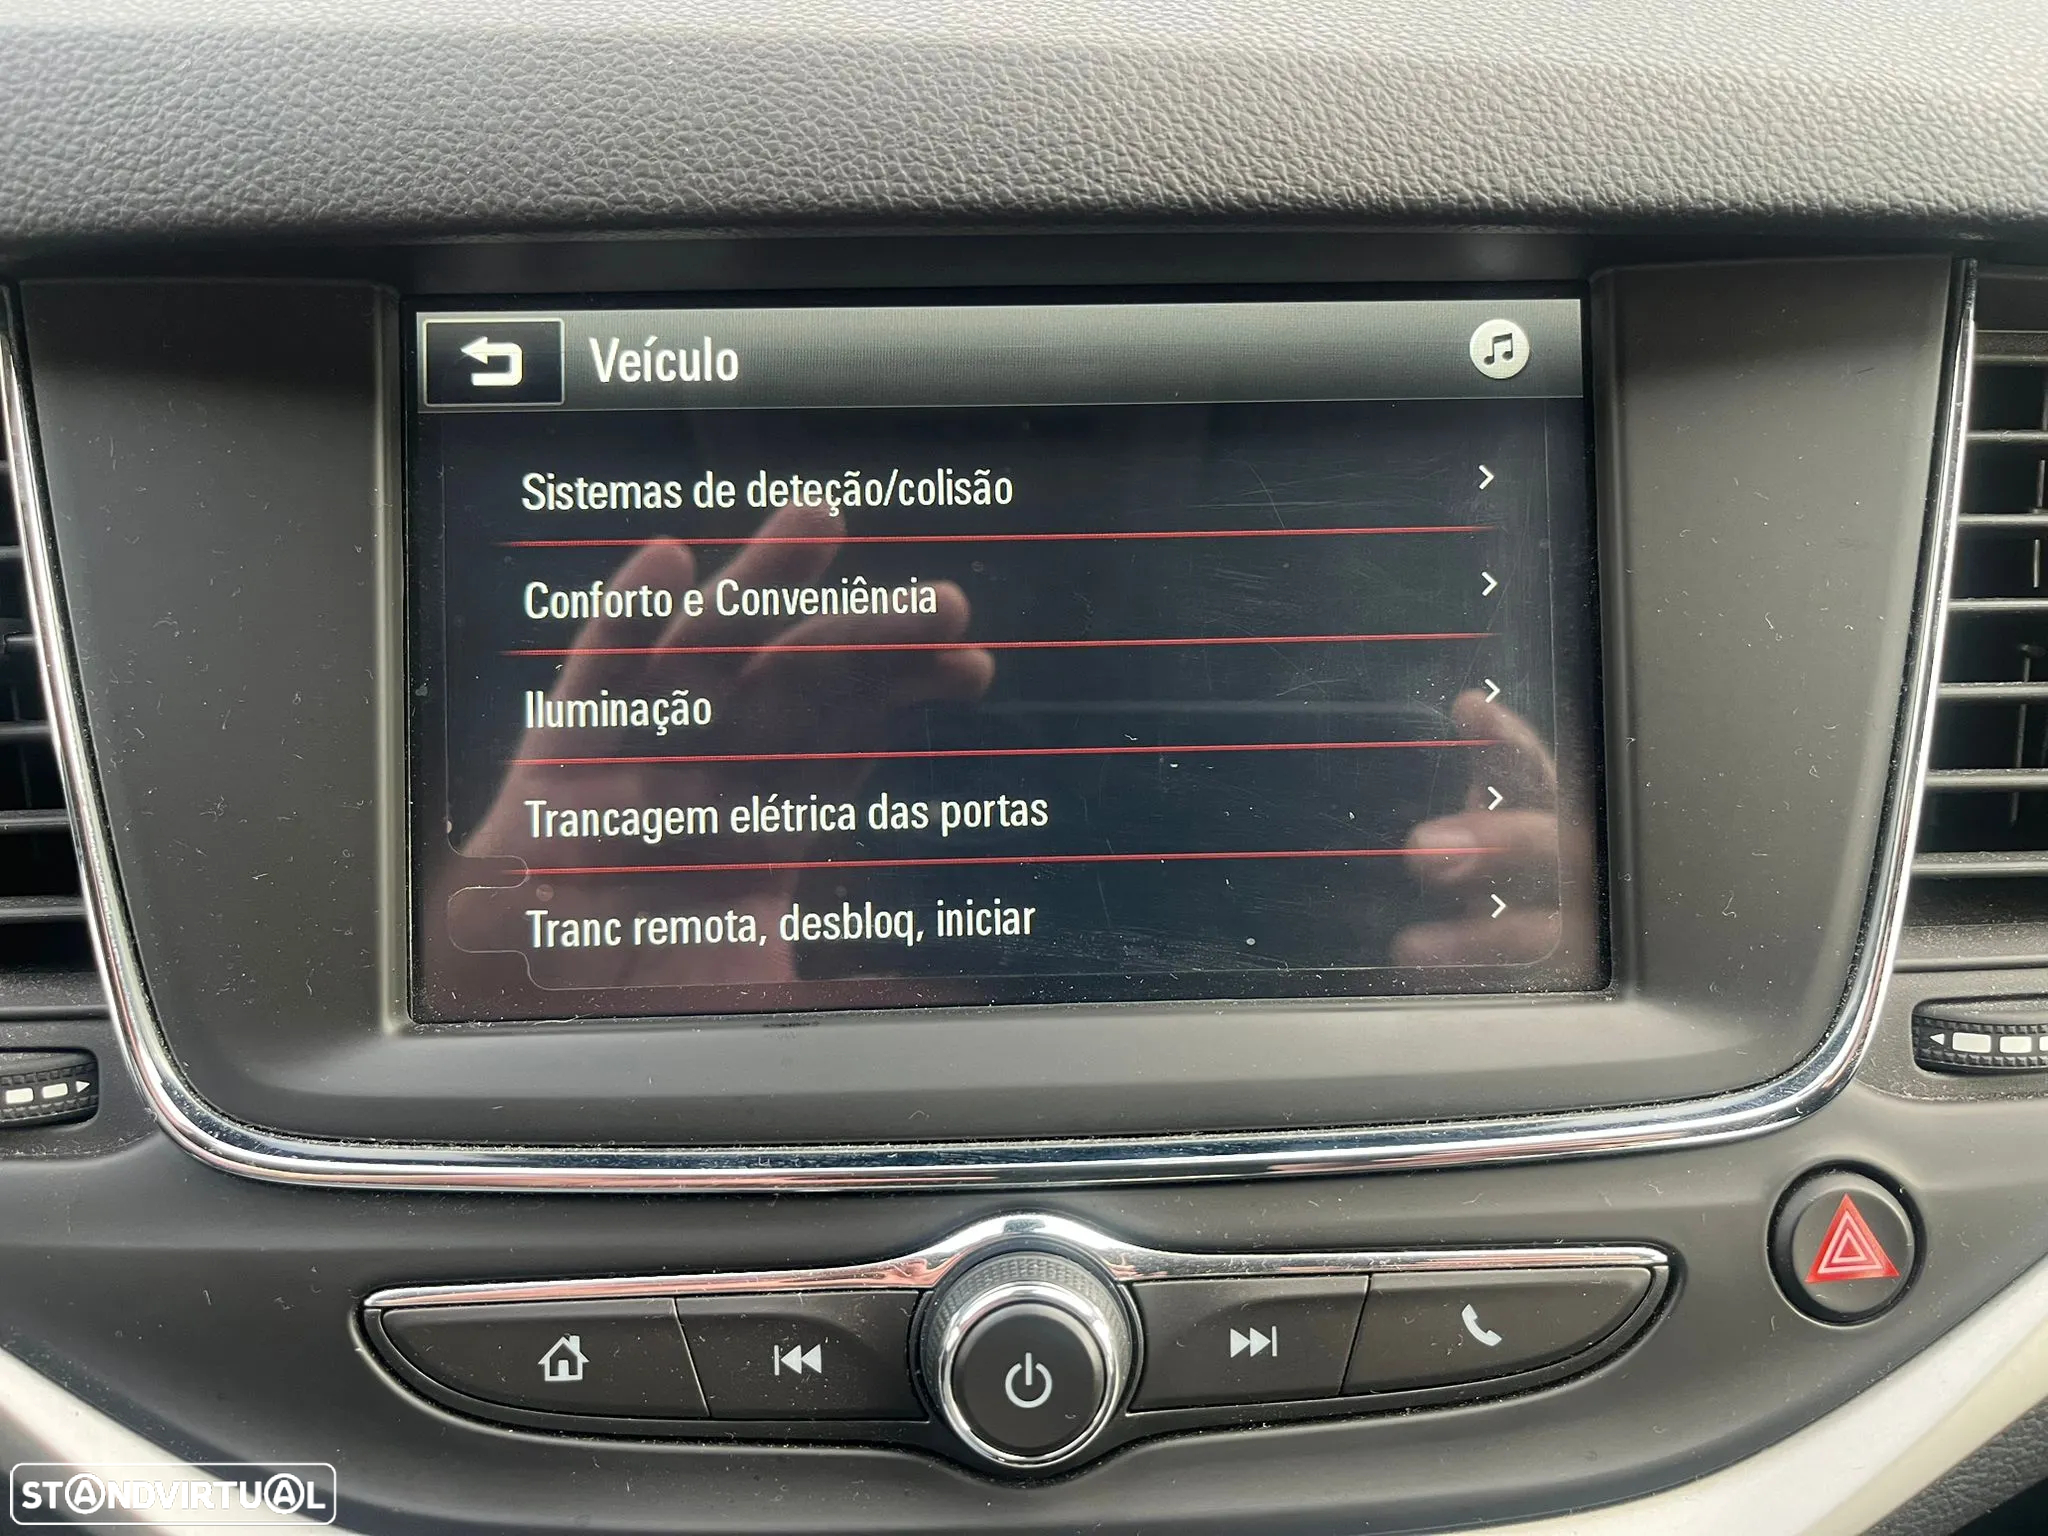 Veículo
Sistemas de deteção/colisão
Conforto e Conveniência
Iluminação
Trancagem elétrica das portas
Tranc remota, desbloq, iniciar
STANDVIRTUAL